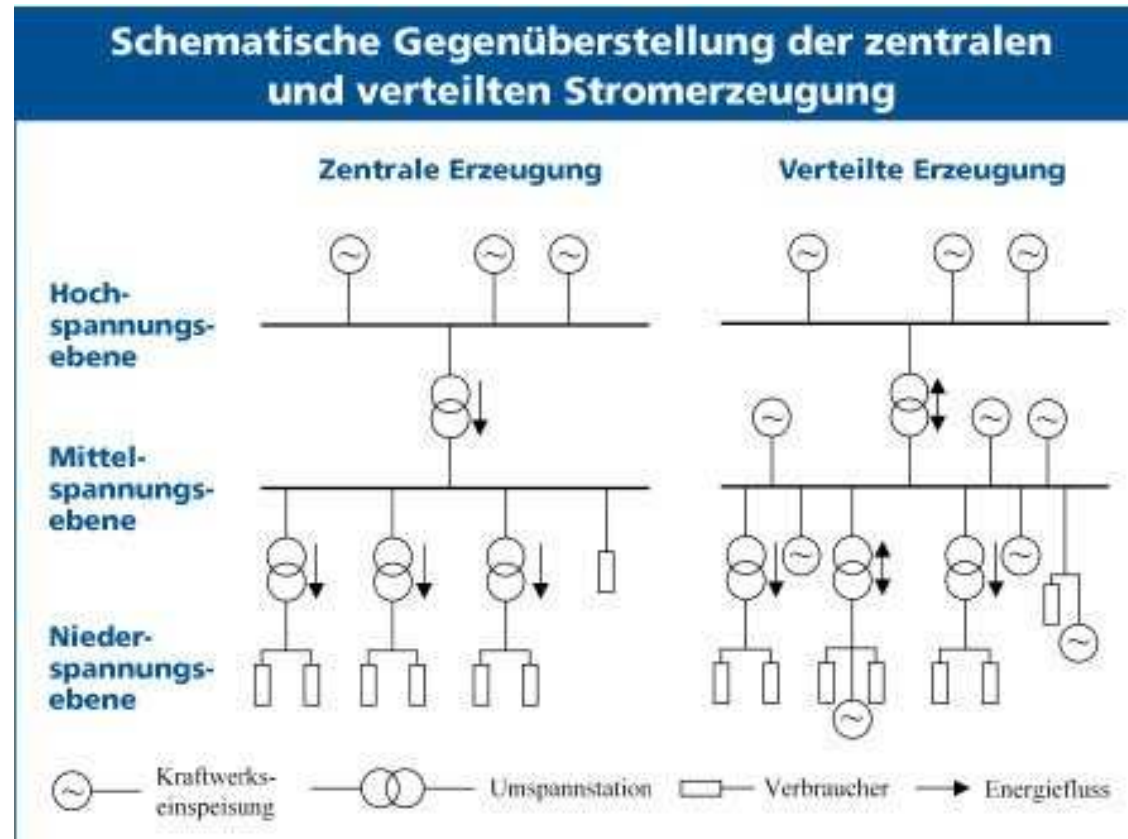 Schematische Gegenüberstellung der zentralen
und verteilten Stromerzeugung
Zentrale Erzeugung
Verteilte Erzeugung
Hoch-
spannungs-
ebene
Mittel-
spannungs-
ebene
Nieder-
spannungs-
ebene
Kraftwerks-
einspeisung
Umspannstation
Verbraucher
Energiefluss